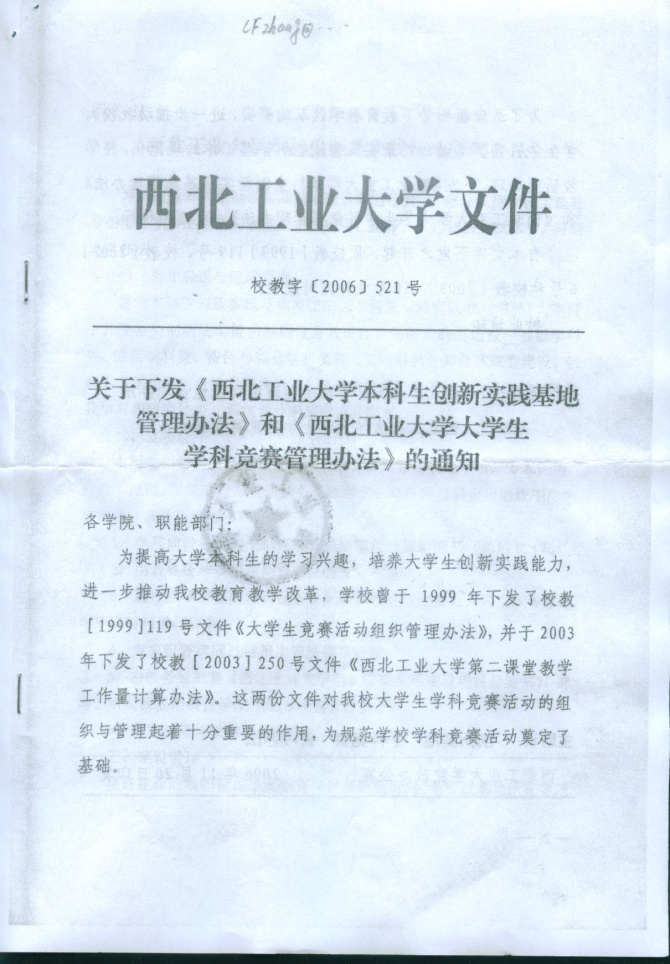 LFzhang@...
西北工业大学文件
校教字〔2006〕521号
关于下发《西北工业大学本科生创新实践基地
管理办法》和《西北工业大学大学生
学科竞赛管理办法》的通知
各学院、职能部门：
为提高大学本科生的学习兴趣，培养大学生创新实践能力，
进一步推动我校教育教学改革，学校曾于 1999 年下发了校教
[1999]119号文件《大学生竞赛活动组织管理办法》，并于2003
年下发了校教[2003]250号文件《西北工业大学第二课堂教学
工作量计算办法》。这两份文件对我校大学生学科竞赛活动的组
织与管理起着十分重要的作用，为规范学校学科竞赛活动奠定了
基础。